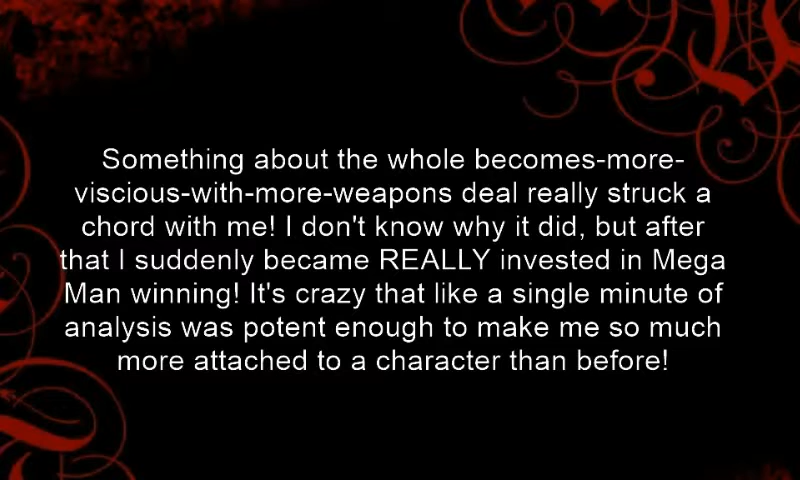 Something about the whole becomes-more-
viscious-with-more-weapons deal really struck a
chord with me! I don't know why it did, but after
that I suddenly became REALLY invested in Mega
Man winning! It's crazy that like a single minute of
analysis was potent enough to make me so much
more attached to a character than before!